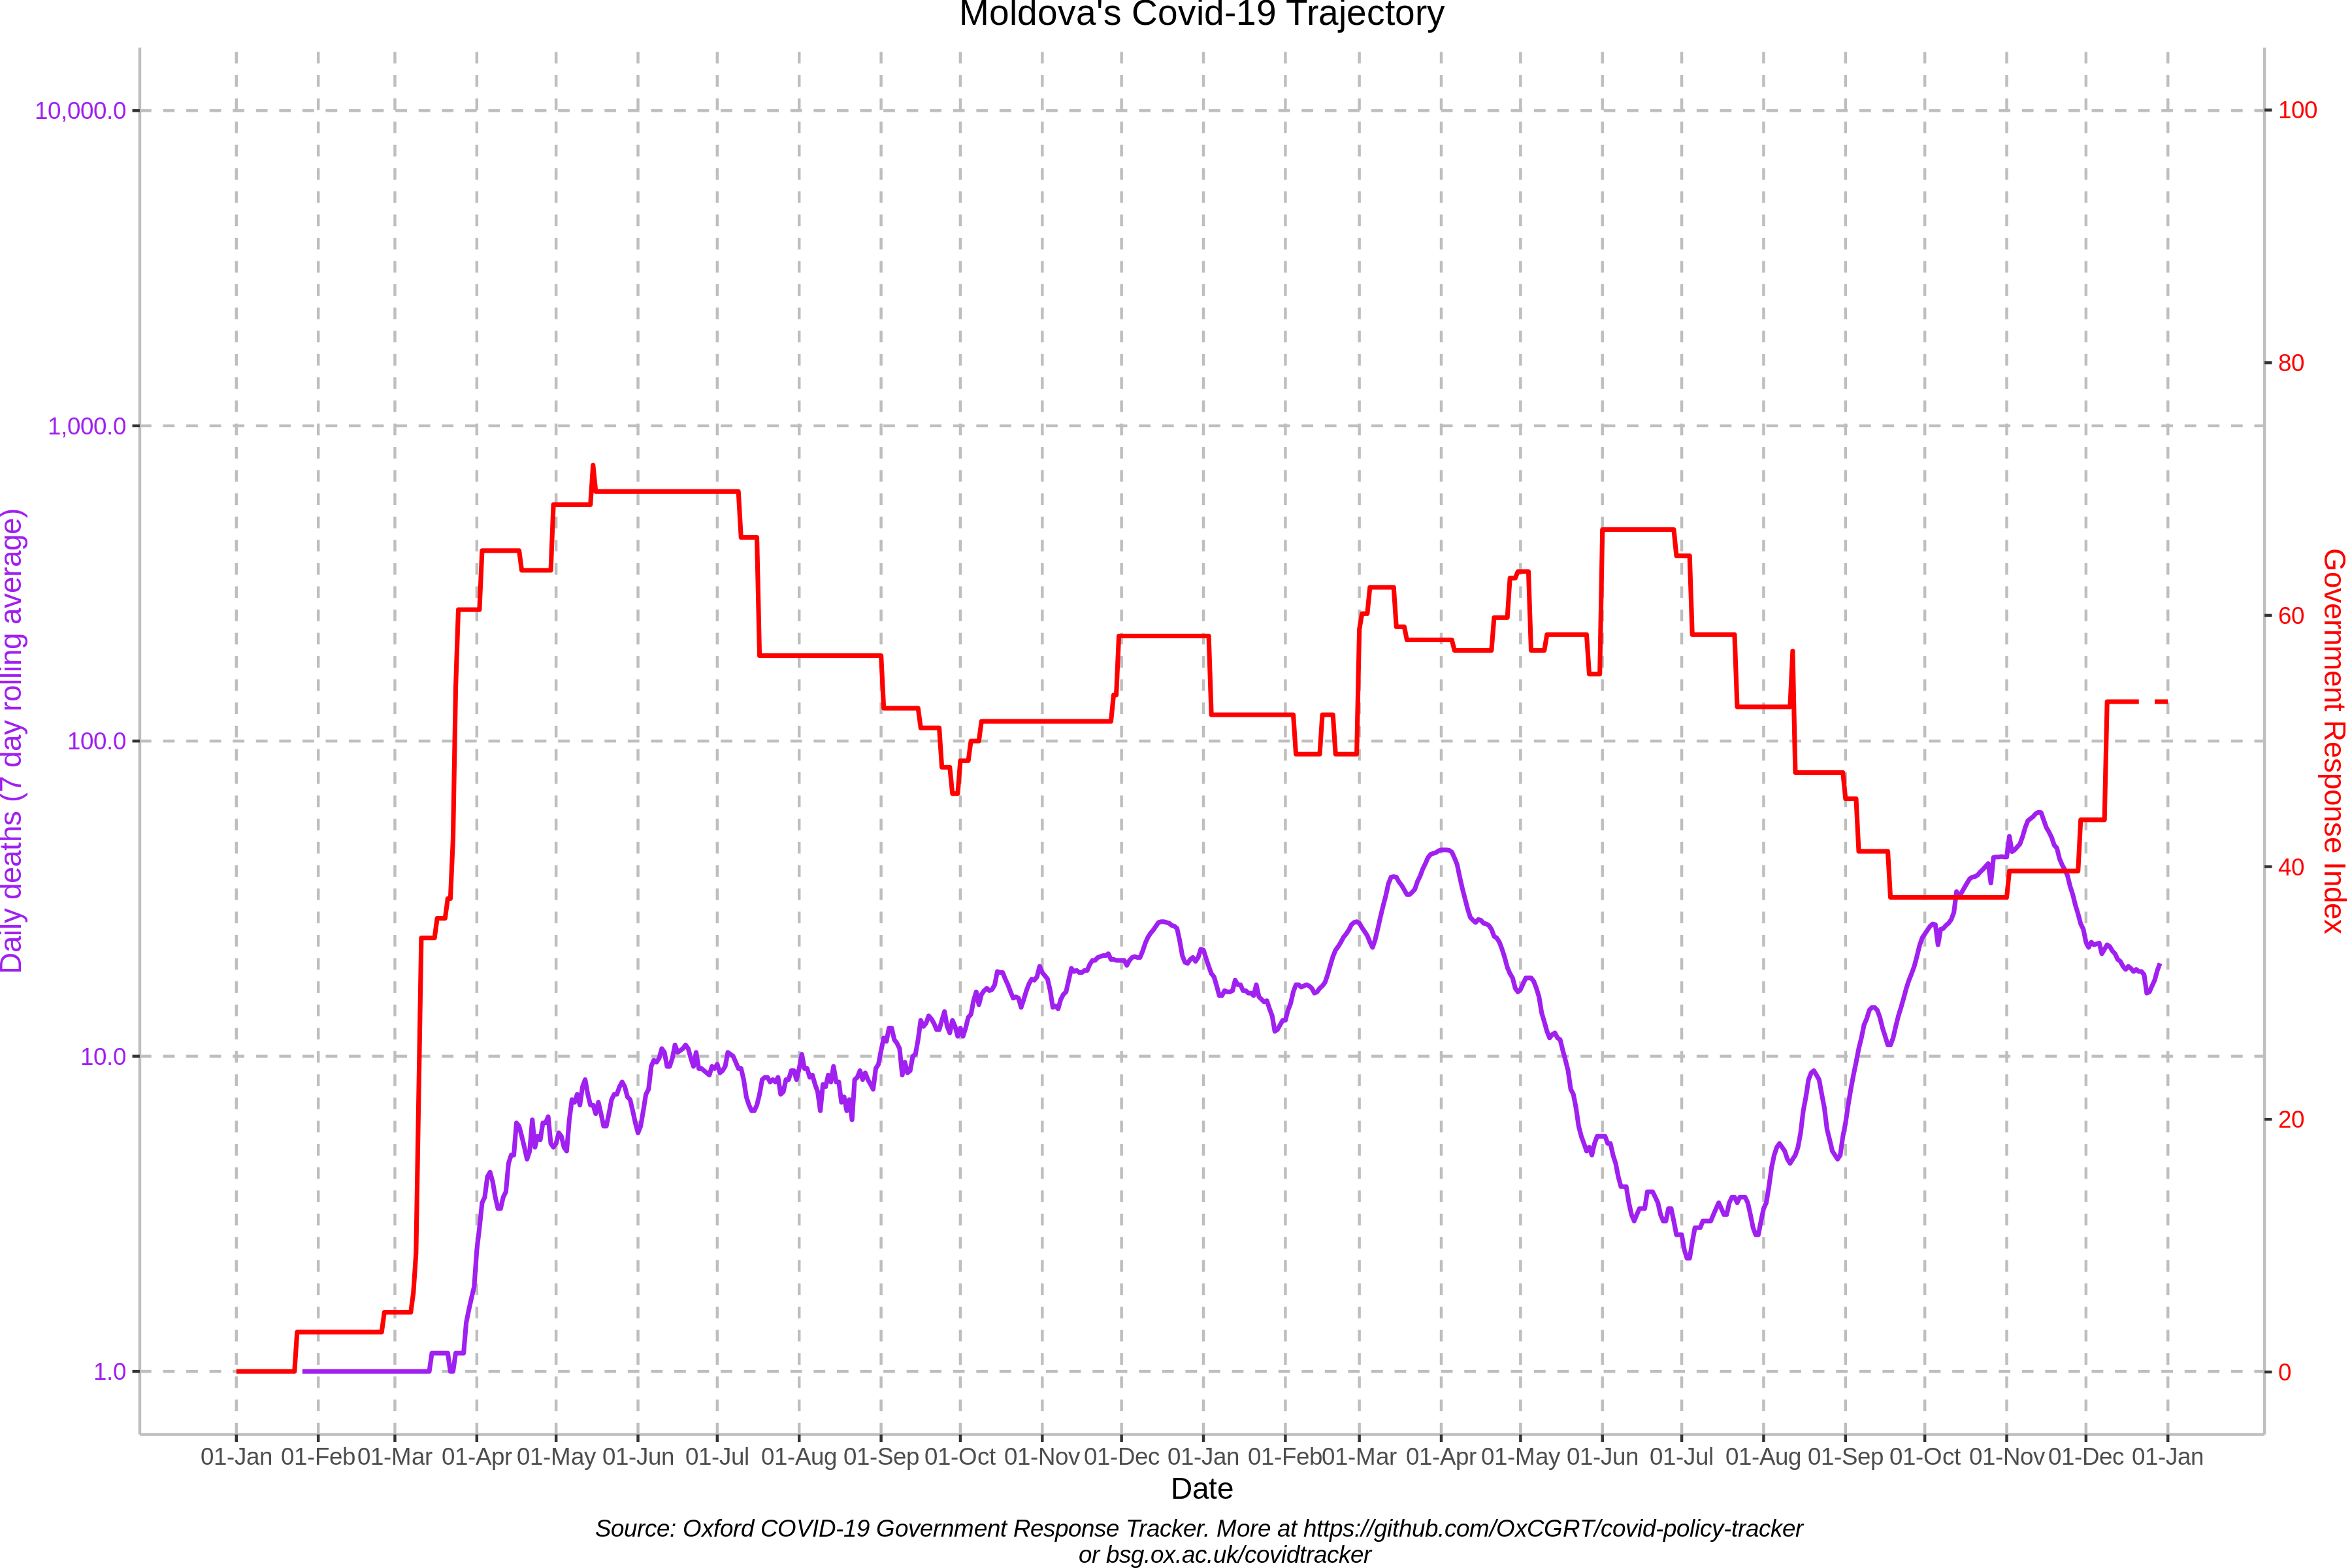 Moldova's Covid-19 Trajectory
10,000.0
1,000.0
100.0
10.0
1.0
Daily deaths (7 day rolling average)
100
80
60
40
20
0
Government Response Index
01-Jan 01-Feb 01-Mar 01-Apr 01-May 01-Jun 01-Jul 01-Aug 01-Sep 01-Oct 01-Nov 01-Dec 01-Jan 01-Feb 01-Mar 01-Apr 01-May 01-Jun 01-Jul 01-Aug 01-Sep 01-Oct 01-Nov 01-Dec 01-Jan
Date
Source: Oxford COVID-19 Government Response Tracker. More at https://github.com/OxCGRT/covid-policy-tracker
or bsg.ox.ac.uk/covidtracker